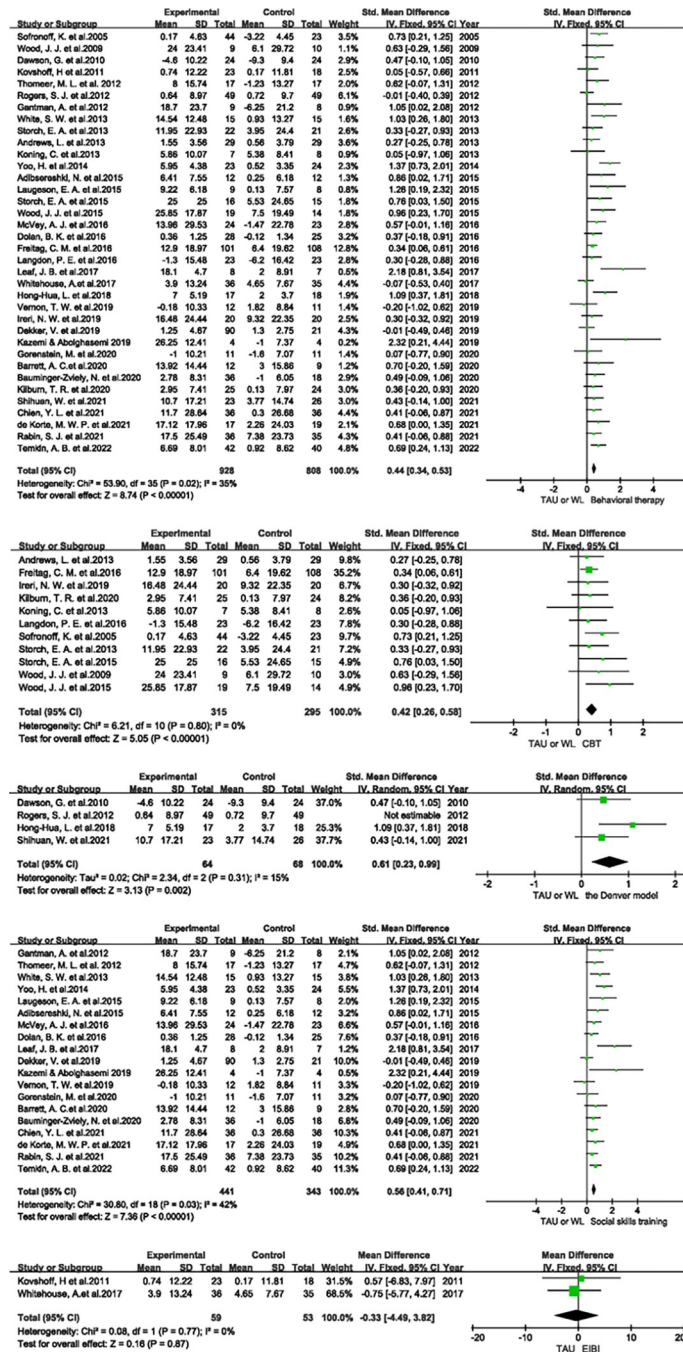 Experimental Control Std. Mean Difference Std. Mean Difference
Study or Subgroup Mean SD Total Mean SD Total Weight IV. Fixed. 95% CI IV. Fixed. 95% CI
Sofronoff, K. et al.2005 0.17 4.63 44 -3.22 4.45 23 3.5% 0.73 [0.21, 1.25] 2005
Wood, J. J. et al.2009 24 23.41 9 6.1 29.72 10 1.1% 0.63 [-0.29, 1.56] 2009
Dawson, G. et al.2010 -4.6 10.22 24 -9.3 9.4 24 2.9% 0.47 [-0.10, 1.05] 2010
Kovshoff, H et al.2011 0.74 12.22 23 0.17 11.81 18 2.5% 0.05 [-0.57, 0.66] 2011
Thomeer, M. L. et al. 2012 8 15.74 17 -1.23 13.27 17 2.0% 0.62 [-0.07, 1.31] 2012
Rogers, S. J. et al.2012 0.64 8.97 49 0.72 9.7 49 6.1% -0.01 [-0.40, 0.39] 2012
Gantman, A. et al.2012 18.7 23.7 9 -6.25 21.2 8 0.9% 1.05 [0.02, 2.08] 2012
White, S. W. et al.2013 14.54 12.48 15 0.93 13.27 15 1.6% 1.03 [0.26, 1.80] 2013
Storch, E. A. et al.2013 11.95 22.93 22 3.95 24.4 21 2.7% 0.33 [-0.27, 0.93] 2013
Andrews, L. et al.2013 1.55 3.56 29 0.56 3.79 29 3.6% 0.27 [-0.25, 0.78] 2013
Koning, C. et al.2013 5.86 10.07 7 5.38 8.41 8 0.9% 0.05 [-0.97, 1.06] 2013
Yoo, H. et al.2014 5.95 4.38 23 0.52 3.35 24 2.3% 1.37 [0.73, 2.01] 2014
Adibsereshki, N. et al.2015 6.41 7.55 12 0.25 6.18 12 1.3% 0.86 [0.02, 1.71] 2015
Laugeson, E. A. et al.2015 9.22 6.18 9 0.13 7.57 8 0.8% 1.26 [0.19, 2.32] 2015
Storch, E. A. et al.2015 25 25 16 5.53 24.65 15 1.8% 0.76 [0.03, 1.50] 2015
Wood, J. J. et al.2015 25.85 17.87 19 7.5 19.49 14 1.7% 0.96 [0.23, 1.70] 2015
McVey, A. J. et al.2016 13.96 29.53 24 -1.47 22.78 23 2.8% 0.57 [-0.01, 1.16] 2016
Dolan, B. K. et al.2016 0.36 1.25 28 -0.12 1.34 25 3.2% 0.37 [-0.18, 0.91] 2016
Freitag, C. M. et al.2016 12.9 18.97 101 6.4 19.62 108 12.8% 0.34 [0.06, 0.61] 2016
Langdon, P. E. et al.2016 -1.3 15.48 23 -6.2 16.42 23 2.8% 0.30 [-0.28, 0.88] 2016
Leaf, J. B. et al.2017 18.1 4.7 8 2 8.91 7 0.5% 2.18 [0.81, 3.54] 2017
Whitehouse, A.et al.2017 3.9 13.24 36 4.65 7.67 35 4.4% -0.07 [-0.53, 0.40] 2017
Hong-Hua, L. et al.2018 7 5.19 17 2 3.7 18 1.8% 1.09 [0.37, 1.81] 2018
Vernon, T. W. et al.2019 -0.18 10.33 12 1.82 8.84 11 1.4% -0.20 [-1.02, 0.62] 2019
Ireri, N. W. et al.2019 16.48 24.44 20 9.32 22.35 20 2.5% 0.30 [-0.32, 0.92] 2019
Dekker, V. et al.2019 1.25 4.67 90 1.3 2.75 21 4.2% -0.01 [-0.49, 0.46] 2019
Kazemi & Abolghasemi 2019 26.25 12.41 4 -1 7.37 4 0.2% 2.32 [0.21, 4.44] 2019
Gorenstein, M. et al.2020 -1 10.21 11 -1.6 7.07 11 1.4% 0.07 [-0.77, 0.90] 2020
Barrett, A. C.et al.2020 13.92 14.44 12 3 15.86 9 1.2% 0.70 [-0.20, 1.59] 2020
Bauminger-Zviely, N. et al.2020 2.78 8.31 36 -1 6.05 18 2.9% 0.49 [-0.09, 1.06] 2020
Kilburn, T. R. et al.2020 2.95 7.41 25 0.13 7.97 24 3.0% 0.36 [-0.20, 0.93] 2020
Shihuan, W. et al.2021 10.7 17.21 23 3.77 14.74 26 2.9% 0.43 [-0.14, 1.00] 2021
Chien, Y. L. et al.2021 11.7 28.64 36 0.3 26.68 36 4.4% 0.41 [-0.06, 0.87] 2021
de Korte, M. W. P. et al.2021 17.12 17.96 17 2.26 24.03 19 2.1% 0.68 [0.00, 1.35] 2021
Rabin, S. J. et al.2021 17.5 25.49 36 7.38 23.73 35 4.3% 0.41 [-0.06, 0.88] 2021
Temkin, A. B. et al.2022 6.69 8.01 42 0.92 8.62 40 4.8% 0.69 [0.24, 1.13] 2022
Total (95% CI) 928 808 100.0% 0.44 [0.34, 0.53]
Heterogeneity: Chi² = 53.90, df = 35 (P = 0.02); I² = 35%
Test for overall effect: Z = 8.74 (P < 0.00001)
-4 -2 0 2 4
TAU or WL Behavioral therapy
Experimental Control Std. Mean Difference Std. Mean Difference
Study or Subgroup Mean SD Total Mean SD Total Weight IV. Fixed. 95% CI IV. Fixed. 95% CI
Andrews, L. et al.2013 1.55 3.56 29 0.56 3.79 29 0.27 [-0.25, 0.78]
Freitag, C. M. et al.2016 12.9 18.97 101 6.4 19.62 108 0.34 [0.06, 0.61]
Ireri, N. W. et al.2019 16.48 24.44 20 9.32 22.35 20 0.30 [-0.32, 0.92]
Kilburn, T. R. et al.2020 2.95 7.41 25 0.13 7.97 24 0.36 [-0.20, 0.93]
Koning, C. et al.2013 5.86 10.07 7 5.38 8.41 8 0.05 [-0.97, 1.06]
Langdon, P. E. et al.2016 -1.3 15.48 23 -6.2 16.42 23 0.30 [-0.28, 0.88]
Sofronoff, K. et al.2005 0.17 4.63 44 -3.22 4.45 23 0.73 [0.21, 1.25]
Storch, E. A. et al.2013 11.95 22.93 22 3.95 24.4 21 0.33 [-0.27, 0.93]
Storch, E. A. et al.2015 25 25 16 5.53 24.65 15 0.76 [0.03, 1.50]
Wood, J. J. et al.2009 24 23.41 9 6.1 29.72 10 0.63 [-0.29, 1.56]
Wood, J. J. et al.2015 25.85 17.87 19 7.5 19.49 14 0.96 [0.23, 1.70]
Total (95% CI) 315 295 100.0% 0.42 [0.26, 0.58]
Heterogeneity: Chi² = 6.21, df = 10 (P = 0.80); I² = 0%
Test for overall effect: Z = 5.05 (P < 0.00001)
-2 -1 0 1 2
TAU or WL CBT
Experimental Control Std. Mean Difference Std. Mean Difference
Study or Subgroup Mean SD Total Mean SD Total Weight IV. Random. 95% CI IV. Random. 95% CI
Dawson, G. et al.2010 -4.6 10.22 24 -9.3 9.4 24 37.0% 0.47 [-0.10, 1.05] 2010
Rogers, S. J. et al.2012 0.64 8.97 49 0.72 9.7 49 Not estimable 2012
Hong-Hua, L. et al.2018 7 5.19 17 2 3.7 18 25.3% 1.09 [0.37, 1.81] 2018
Shihuan, W. et al.2021 10.7 17.21 23 3.77 14.74 26 37.7% 0.43 [-0.14, 1.00] 2021
Total (95% CI) 64 68 100.0% 0.61 [0.23, 0.99]
Heterogeneity: Tau² = 0.02; Chi² = 2.34, df = 2 (P = 0.31); I² = 15%
Test for overall effect: Z = 3.13 (P = 0.002)
-2 -1 0 1 2
TAU or WL the Denver model
Experimental Control Std. Mean Difference Std. Mean Difference
Study or Subgroup Mean SD Total Mean SD Total Weight IV. Fixed. 95% CI IV. Fixed. 95% CI
Gantman, A. et al.2012 18.7 23.7 9 -6.25 21.2 8 2.1% 1.05 [0.02, 2.08] 2012
Thomeer, M. L. et al. 2012 8 15.74 17 -1.23 13.27 17 4.7% 0.62 [-0.07, 1.31] 2012
White, S. W. et al.2013 14.54 12.48 15 0.93 13.27 15 1.03 [0.26, 1.80] 2013
Yoo, H. et al.2014 5.95 4.38 23 0.52 3.35 24 1.37 [0.73, 2.01] 2014
Laugeson, E. A. et al.2015 9.22 6.18 9 0.13 7.57 8 1.26 [0.19, 2.32] 2015
Adibsereshki, N. et al.2015 6.41 7.55 12 0.25 6.18 12 0.86 [0.02, 1.71] 2015
McVey, A. J. et al.2016 13.96 29.53 24 -1.47 22.78 23 0.57 [-0.01, 1.16] 2016
Dolan, B. K. et al.2016 0.36 1.25 28 -0.12 1.34 25 0.37 [-0.18, 0.91] 2016
Leaf, J. B. et al.2017 18.1 4.7 8 2 8.91 7 2.18 [0.81, 3.54] 2017
Dekker, V. et al.2019 1.25 4.67 90 1.3 2.75 21 -0.01 [-0.49, 0.46] 2019
Kazemi & Abolghasemi 2019 26.25 12.41 4 -1 7.37 4 2.32 [0.21, 4.44] 2019
Vernon, T. W. et al.2019 -0.18 10.33 12 1.82 8.84 11 -0.20 [-1.02, 0.62] 2019
Gorenstein, M. et al.2020 -1 10.21 11 -1.6 7.07 11 0.07 [-0.77, 0.90] 2020
Barrett, A. C.et al.2020 13.92 14.44 12 3 15.86 9 0.70 [-0.20, 1.59] 2020
Bauminger-Zviely, N. et al.2020 2.78 8.31 36 -1 6.05 18 0.49 [-0.09, 1.06] 2020
Chien, Y. L. et al.2021 11.7 28.64 36 0.3 26.68 36 0.41 [-0.06, 0.87] 2021
de Korte, M. W. P. et al.2021 17.12 17.96 17 2.26 24.03 19 0.68 [0.00, 1.35] 2021
Rabin, S. J. et al.2021 17.5 25.49 36 7.38 23.73 35 0.41 [-0.06, 0.88] 2021
Temkin, A. B. et al.2022 6.69 8.01 42 0.92 8.62 40 0.69 [0.24, 1.13] 2022
Total (95% CI) 441 343 100.0% 0.56 [0.41, 0.71]
Heterogeneity: Chi² = 30.80, df = 18 (P = 0.03); I² = 42%
Test for overall effect: Z = 7.36 (P < 0.00001)
-4 -2 0 2 4
TAU or WL Social skills training
Experimental Control Mean Difference Mean Difference
Study or Subgroup Mean SD Total Mean SD Total Weight IV. Fixed. 95% CI IV. Fixed. 95% CI
Kovshoff, H et al.2011 0.74 12.22 23 0.17 11.81 18 31.5% 0.57 [-6.83, 7.97] 2011
Whitehouse, A.et al.2017 3.9 13.24 36 4.65 7.67 35 68.5% -0.75 [-5.77, 4.27] 2017
Total (95% CI) 59 53 100.0% -0.33 [-4.49, 3.82]
Heterogeneity: Chi² = 0.08, df = 1 (P = 0.77); I² = 0%
Test for overall effect: Z = 0.16 (P = 0.87)
-20 -10 0 10 20
TAU EIBI